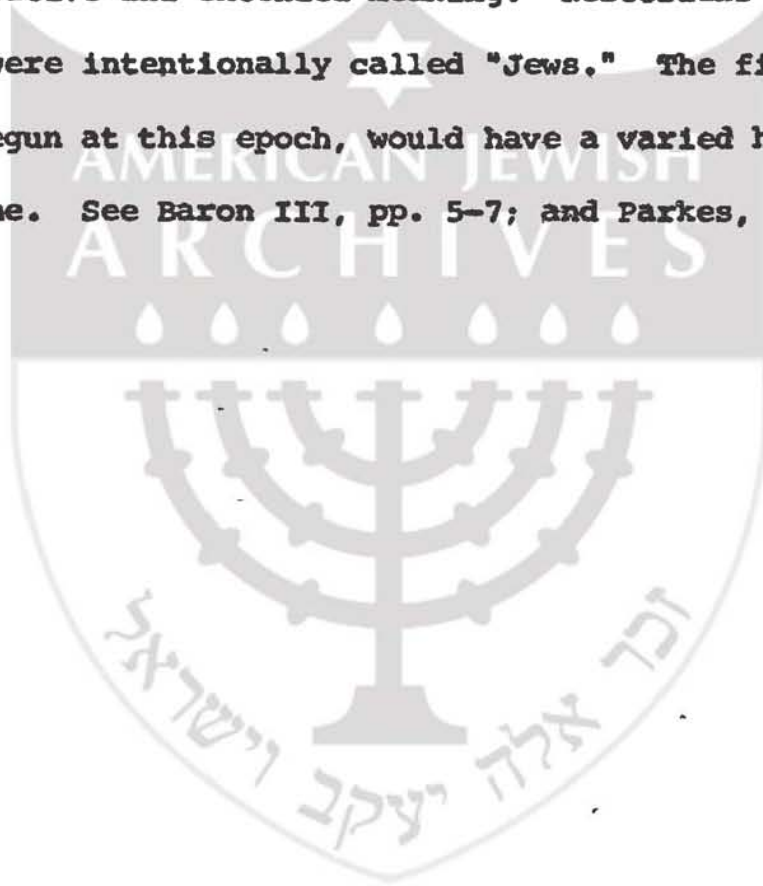 were intentionally called "Jews." The fi
egun at this epoch, would have a varied h
ne. See Baron III, pp. 5-7; and Parkes,
AMERICAN JEWISH
ARCHIVES
זכר אלה יעקב וישראל